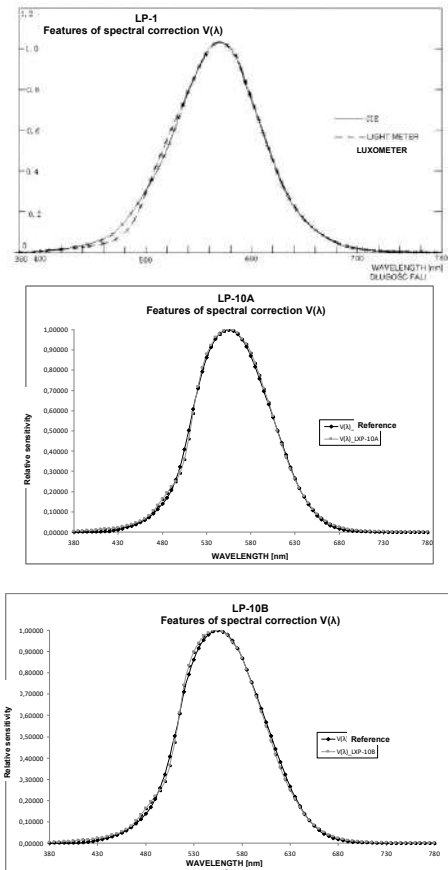 LP-1
Features of spectral correction V(λ)
1.2
1.0
0.8
0.6
0.4
0.2
0
CIE
LIGHT METER
LUXOMETER
380 400 500 600 700 780
WAVELENGTH [nm]
DŁUGOŚĆ FALI
LP-10A
Features of spectral correction V(λ)
Relative sensitivity
1,00000
0,90000
0,80000
0,70000
0,60000
0,50000
0,40000
0,30000
0,20000
0,10000
0,00000
V(λ)_ Reference
V(λ)_LXP-10A
380 430 480 530 580 630 680 730 780
WAVELENGTH [nm]
LP-10B
Features of spectral correction V(λ)
Relative sensitivity
1,00000
0,90000
0,80000
0,70000
0,60000
0,50000
0,40000
0,30000
0,20000
0,10000
0,00000
V(λ) Reference
V(λ)_LXP-10B
380 430 480 530 580 630 680 730 780
WAVELENGTH [nm]